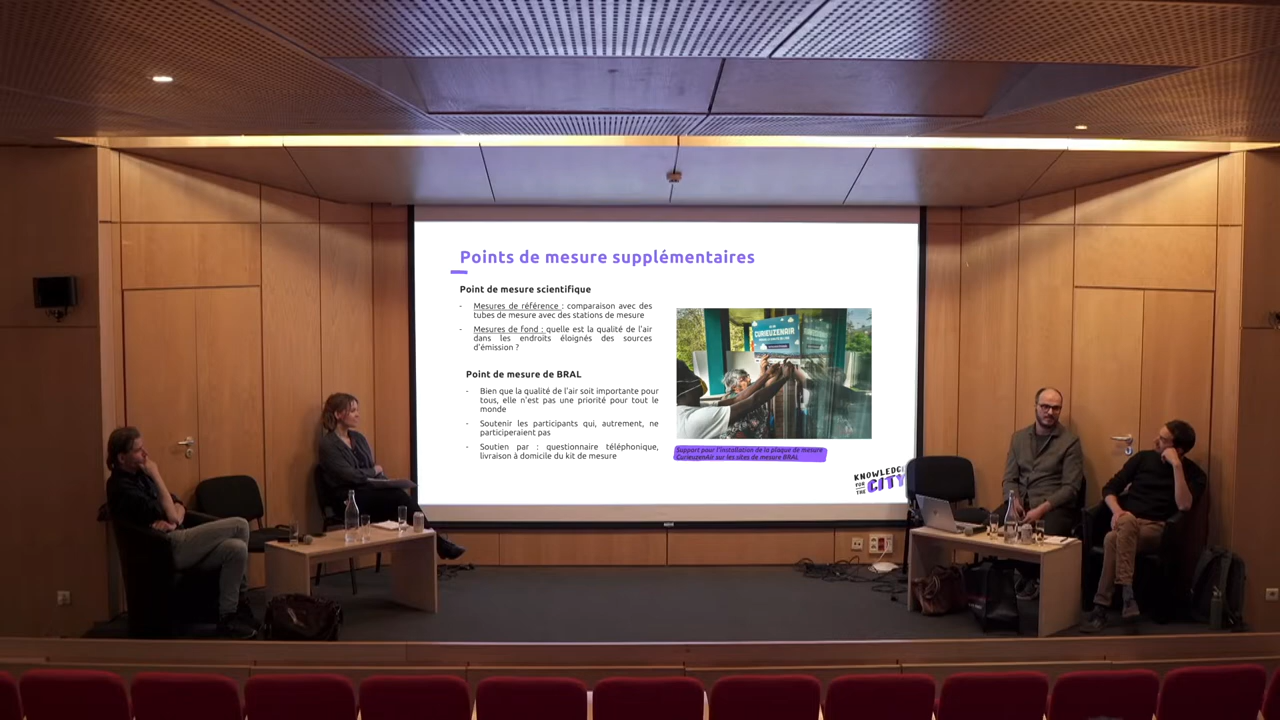 Points de mesure supplémentaires
Point de mesure scientifique
- Mesures de référence : comparaison avec des
tubes de mesure avec des stations de mesure
- Mesures de fond : quelle est la qualité de l'air
dans les endroits éloignés des sources
d'émission ?
Point de mesure de BRAL
- Bien que la qualité de l'air soit importante pour
tous, elle n'est pas une priorité pour tout le
monde
- Soutenir les participants qui, autrement, ne
participeraient pas
- Soutien par : questionnaire téléphonique,
livraison à domicile du kit de mesure
CURIEUZENAIR
Support pour l'installation de la plaque de mesure
CurieuzenAir sur les sites de mesure BRAL
KNOWLEDGE
FOR
THE CITY